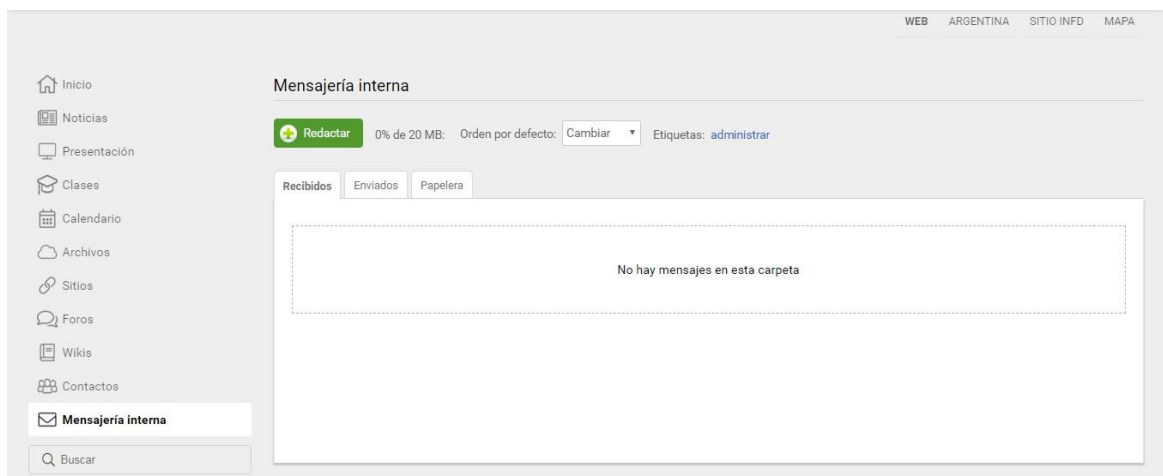 WEB ARGENTINA SITIO INFD MAPA
Inicio
Noticias
Presentación
Clases
Calendario
Archivos
Sitios
Foros
Wikis
Contactos
Mensajería interna
Buscar
Mensajería interna
Redactar 0% de 20 MB: Orden por defecto: Cambiar Etiquetas: administrar
Recibidos Enviados Papelera
No hay mensajes en esta carpeta